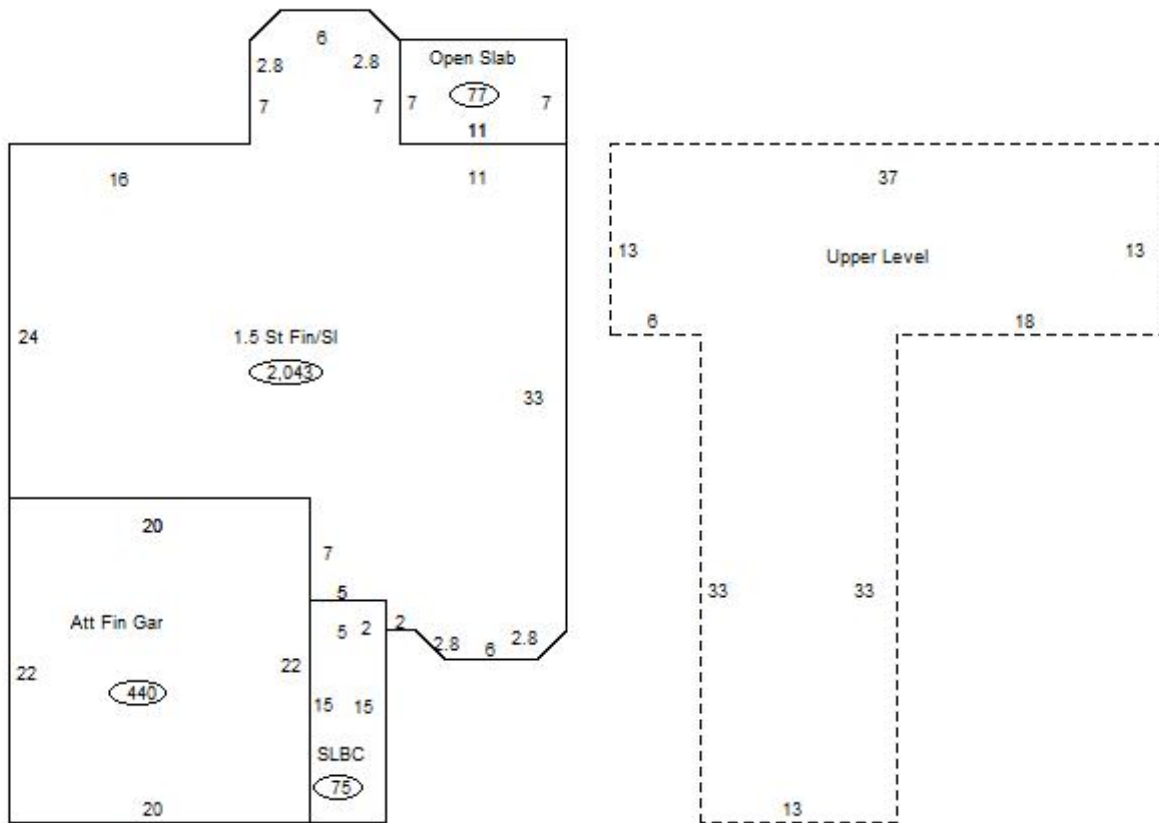 6
2.8 2.8
Open Slab
77
7 7 7 7
11
16 11
24
1.5 St Fin/Sl
2,043
33
20
7
5
Att Fin Gar
5 2 2
2.8 6 2.8
22 22
440
15 15
SLBC
75
20
37
13 13
Upper Level
6 18
33 33
13